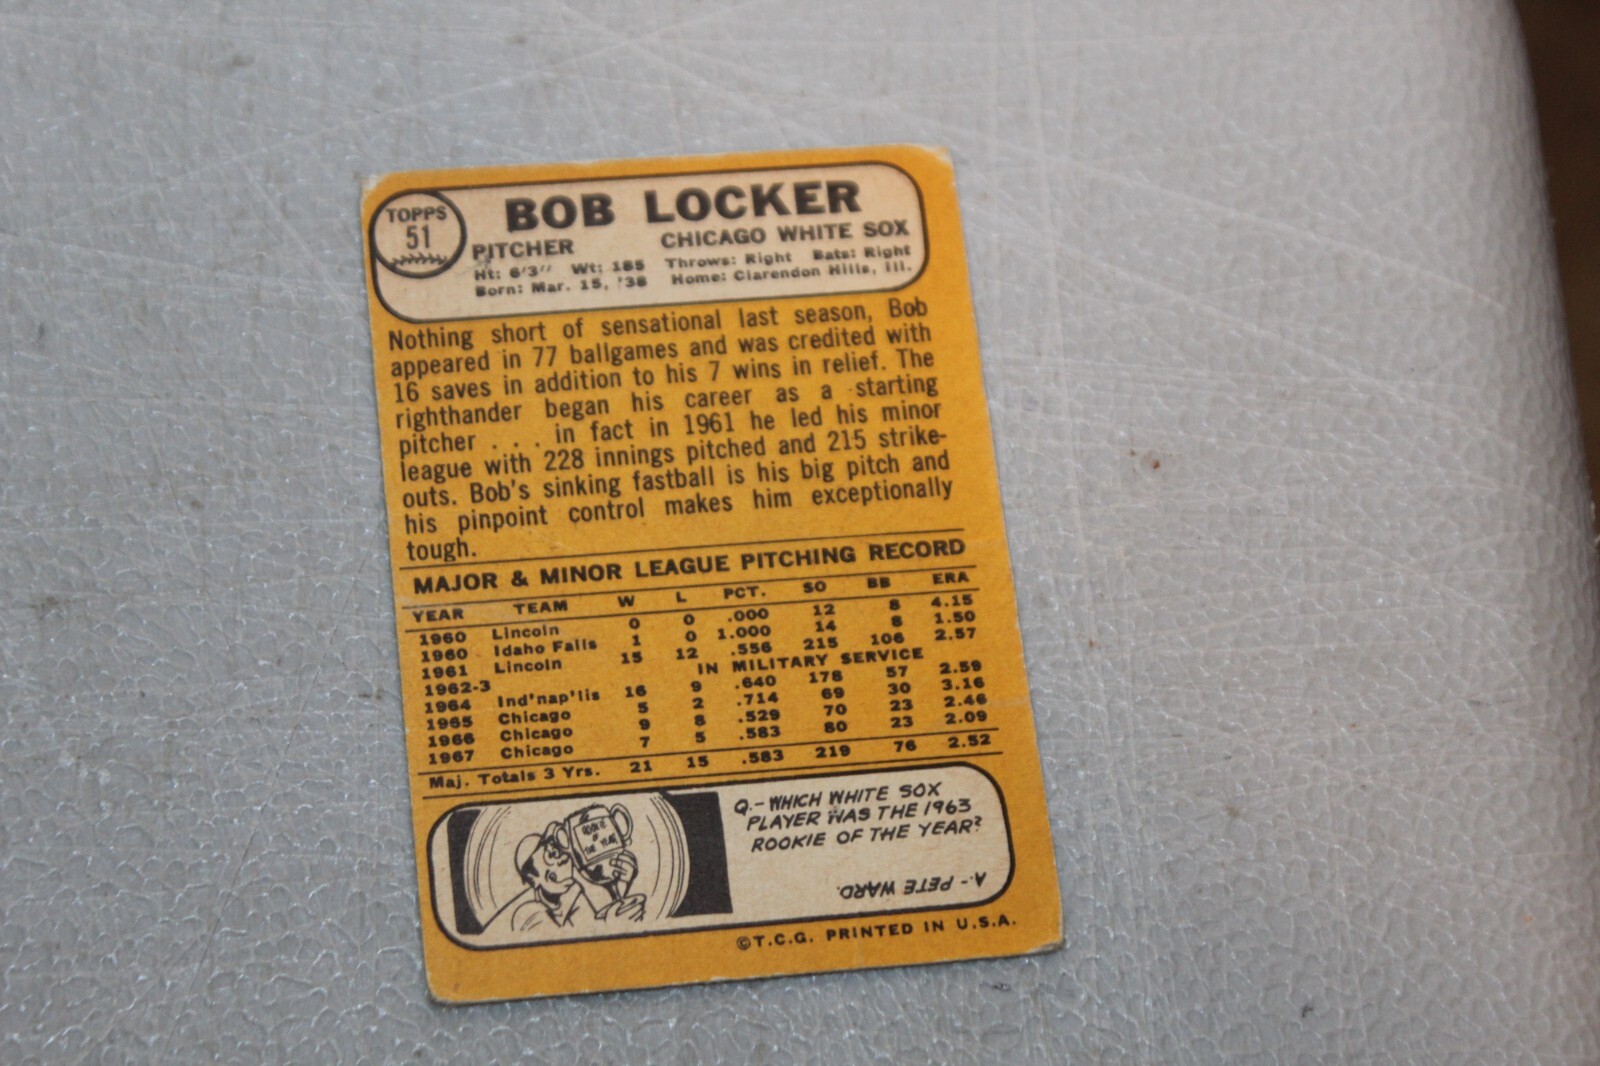 TOPPS
51
BOB LOCKER
PITCHER CHICAGO WHITE SOX
Ht: 6'3" Wt: 185 Throws: Right Bats: Right
Born: Mar. 15, '38 Home: Clarendon Hills, Ill.
Nothing short of sensational last season, Bob
appeared in 77 ballgames and was credited with
16 saves in addition to his 7 wins in relief. The
righthander began his career as a starting
pitcher . . . in fact in 1961 he led his minor
league with 228 innings pitched and 215 strike-
outs. Bob's sinking fastball is his big pitch and
his pinpoint control makes him exceptionally
tough.
MAJOR & MINOR LEAGUE PITCHING RECORD
YEAR TEAM W L PCT. SO BB ERA
1960 Lincoln 0 0 .000 12 8 4.15
1960 Idaho Falls 1 0 1.000 14 8 1.50
1961 Lincoln 15 12 .556 215 106 2.57
1962-3 IN MILITARY SERVICE
1964 Ind'nap'lis 16 9 .640 178 57 2.59
1965 Chicago 5 2 .714 69 30 3.16
1966 Chicago 9 8 .529 70 23 2.46
1967 Chicago 7 5 .583 80 23 2.09
Maj. Totals 3 Yrs. 21 15 .583 219 76 2.52
ROOKIE
OF
THE YEAR
Q.- WHICH WHITE SOX
PLAYER WAS THE 1963
ROOKIE OF THE YEAR?
A.- PETE WARD.
©T.C.G. PRINTED IN U.S.A.